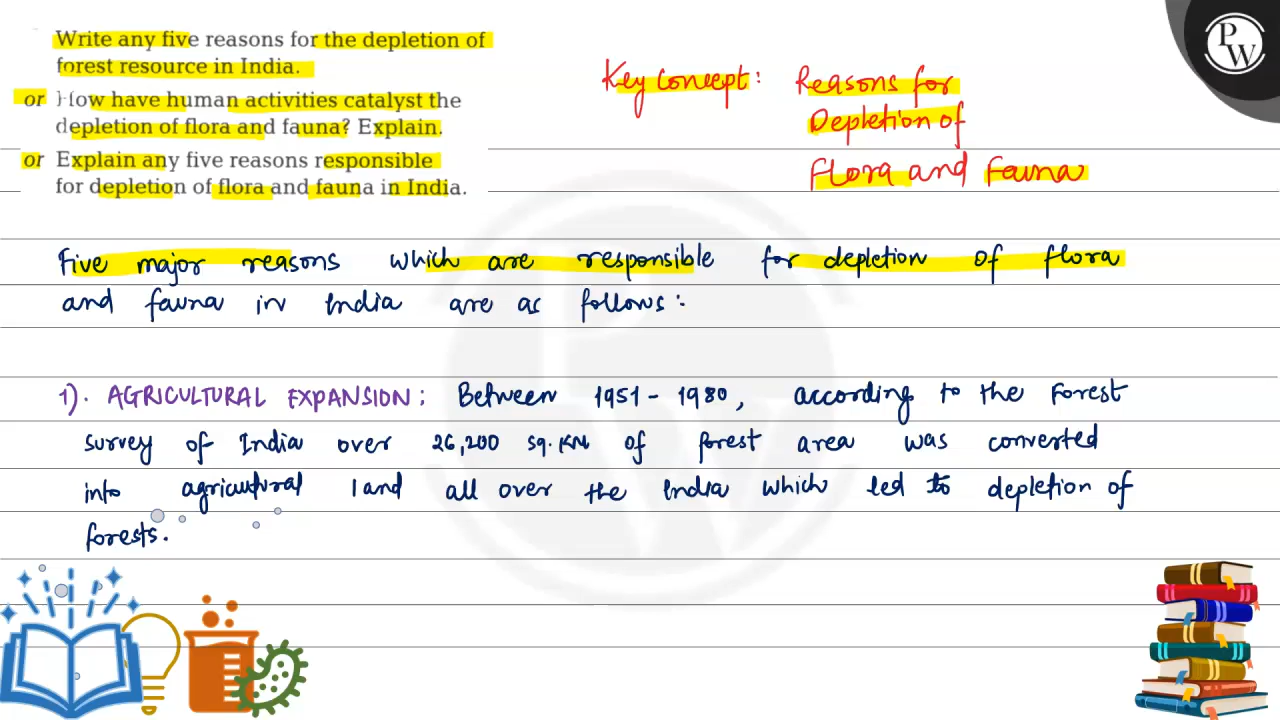 Write any five reasons for the depletion of
forest resource in India.
or How have human activities catalyst the
depletion of flora and fauna? Explain.
or Explain any five reasons responsible
for depletion of flora and fauna in India.
Key Concept: Reasons for
Depletion of
Flora and Fauna
PW
Five major reasons which are responsible for depletion of flora
and fauna in India are as follows:
1). AGRICULTURAL EXPANSION: Between 1951 - 1980, according to the Forest
survey of India over 26,200 sq.KM of forest area was converted
into agricultural land all over the India which led to depletion of
forests.